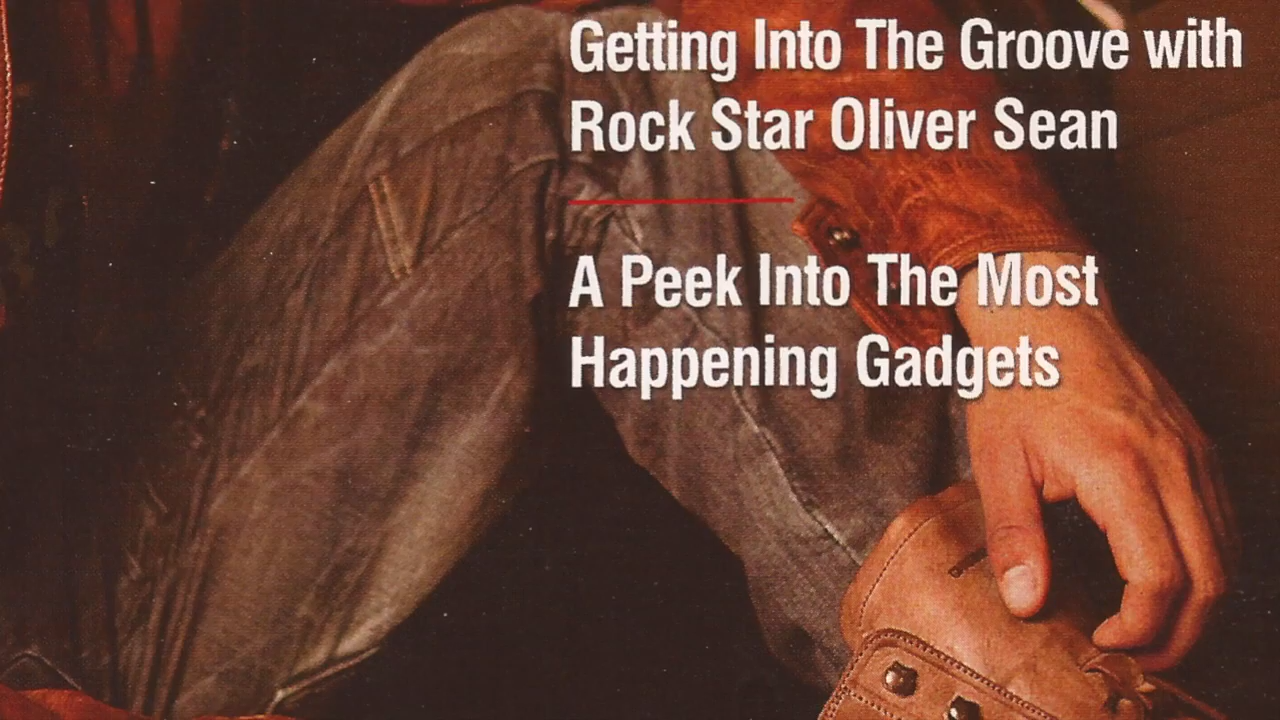 Getting Into The Groove with
Rock Star Oliver Sean
A Peek Into The Most
Happening Gadgets